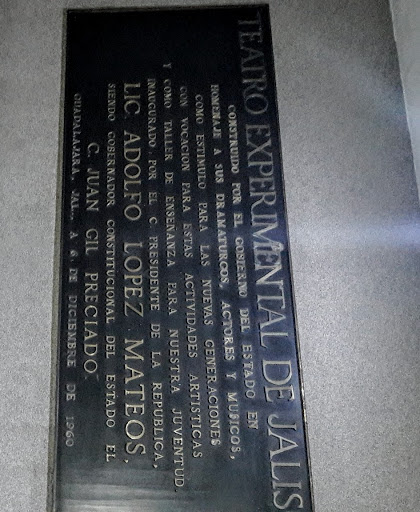 TEATRO EXPERIMENTAL DE JALIS
CONSTRUIDO POR EL GOBIERNO DEL ESTADO EN
HOMENAJE A SUS DRAMATURGOS, ACTORES Y MUSICOS,
COMO ESTIMULO PARA LAS NUEVAS GENERACIONES
CON VOCACION PARA ESTAS ACTIVIDADES ARTISTICAS
Y COMO TALLER DE ENSEÑANZA PARA NUESTRA JUVENTUD.
INAUGURADO POR EL C. PRESIDENTE DE LA REPUBLICA,
LIC. ADOLFO LOPEZ MATEOS,
SIENDO GOBERNADOR CONSTITUCIONAL DEL ESTADO EL
C. JUAN GIL PRECIADO.
GUADALAJARA, JAL., A 6 DE DICIEMBRE DE 1960